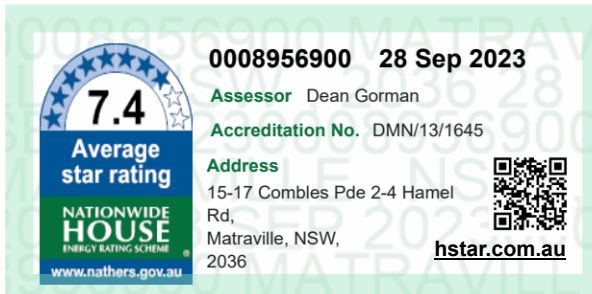 0008956900 28 Sep 2023
Assessor Dean Gorman
Accreditation No. DMN/13/1645
Address
15-17 Combles Pde 2-4 Hamel
Rd,
Matraville, NSW,
2036
hstar.com.au
7.4
Average
star rating
NATIONWIDE
HOUSE
ENERGY RATING SCHEME
®
www.nathers.gov.au